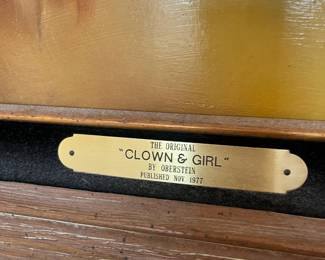 THE ORIGINAL
"CLOWN & GIRL"
BY OBERSTEIN
PUBLISHED NOV. 1977